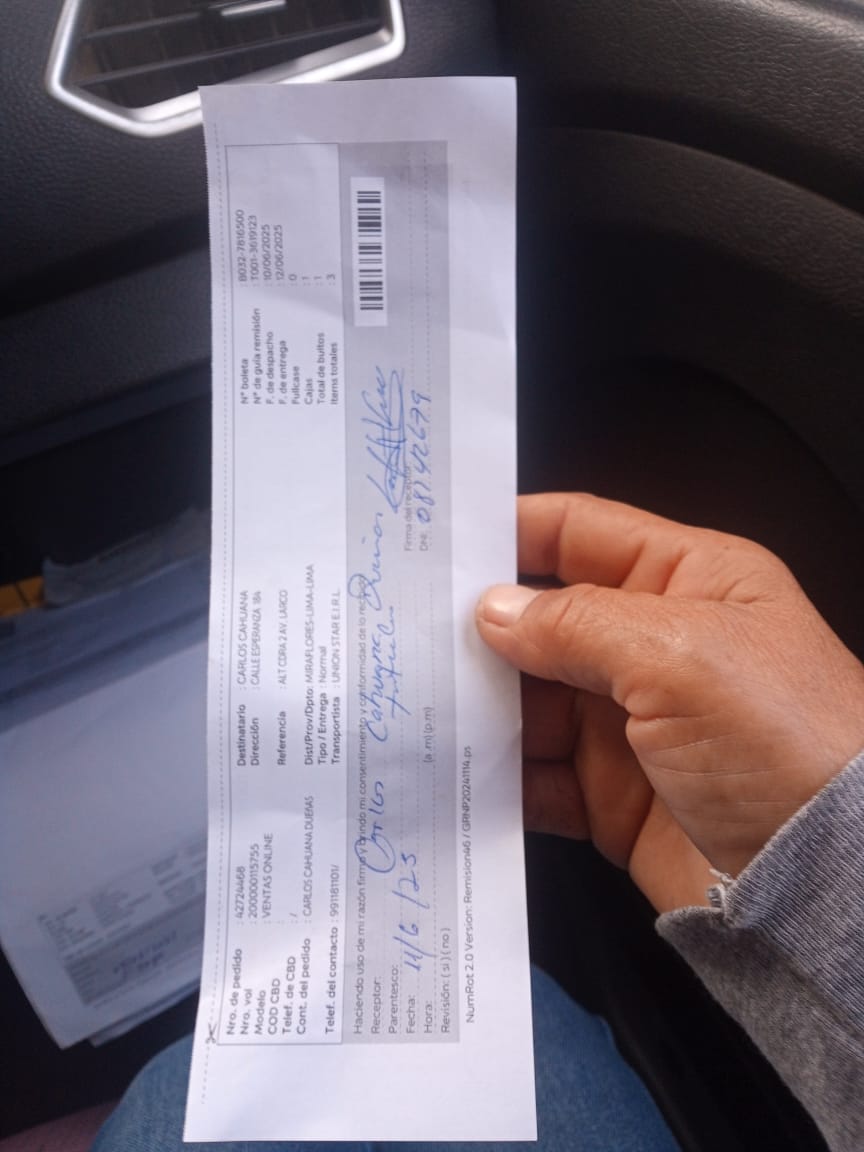 Nro. de pedido : 42724468
Nro. vol : 200000115755
Modelo : VENTAS ONLINE
COD CBD :
Telef. de CBD : /
Cont. del pedido : CARLOS CAHUANA DUEÑAS
Telef. del contacto : 991181101/
Destinatario : CARLOS CAHUANA
Dirección : CALLE ESPERANZA 184
Referencia : ALT CDRA 2 AV. LARCO
Dist/Prov/Dpto: MIRAFLORES-LIMA-LIMA
Tipo / Entrega : Normal
Transportista : UNION STAR E.I.R.L.
N° boleta : B032-7816500
N° de guía remisión : T001-3619123
F. de despacho : 10/06/2025
F. de entrega : 12/06/2025
Fullcase : 0
Cajas : 1
Total de bultos : 1
Items totales : 3
Haciendo uso de mi razón firmo y brindo mi consentimiento y conformidad de lo recibido
Receptor: Carlos Cahuana Dueñas
Parentesco: titular
Fecha: 11/6/25
Firma del receptor:
Hora: (a.m)(p.m)
DNI: 08142679
Revisión: ( si ) ( no )
NumRot 2.0 Version: Remision46 / GRNP20241114.ps